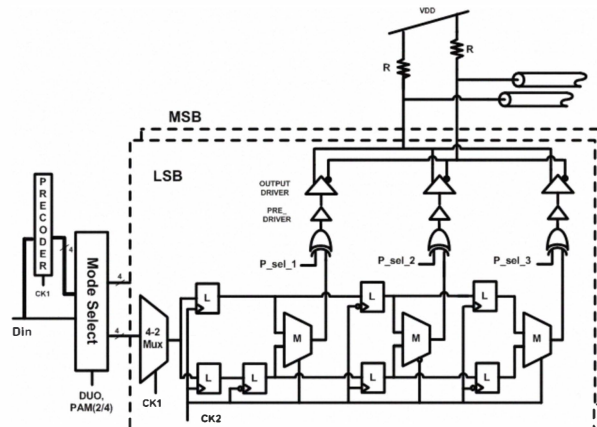 VDD
R
R
MSB
LSB
PRECODER
4
CK1
Din
Mode Select
4
4
DUO,
PAM(2/4)
4-2
Mux
CK1
CK2
OUTPUT
DRIVER
PRE_
DRIVER
P_sel_1
P_sel_2
P_sel_3
L
L
L
M
L
L
M
L
L
M